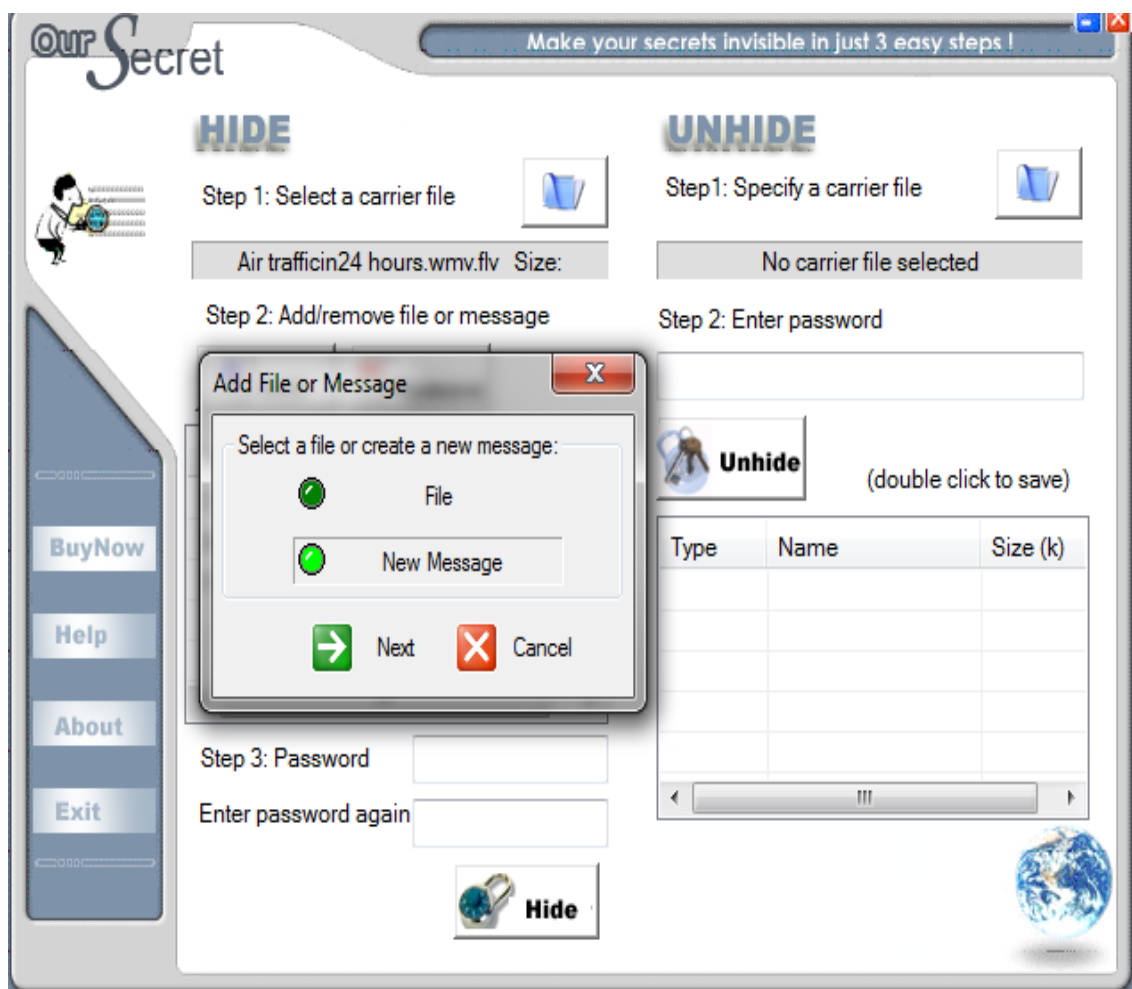 Our Secret
Make your secrets invisible in just 3 easy steps !
HIDE
Step 1: Select a carrier file
Air trafficin24 hours.wmv.flv Size:
Step 2: Add/remove file or message
Add File or Message
Select a file or create a new message:
File
New Message
Next Cancel
Step 3: Password
Enter password again
Hide
UNHIDE
Step1: Specify a carrier file
No carrier file selected
Step 2: Enter password
Unhide
(double click to save)
Type Name Size (k)
BuyNow
Help
About
Exit